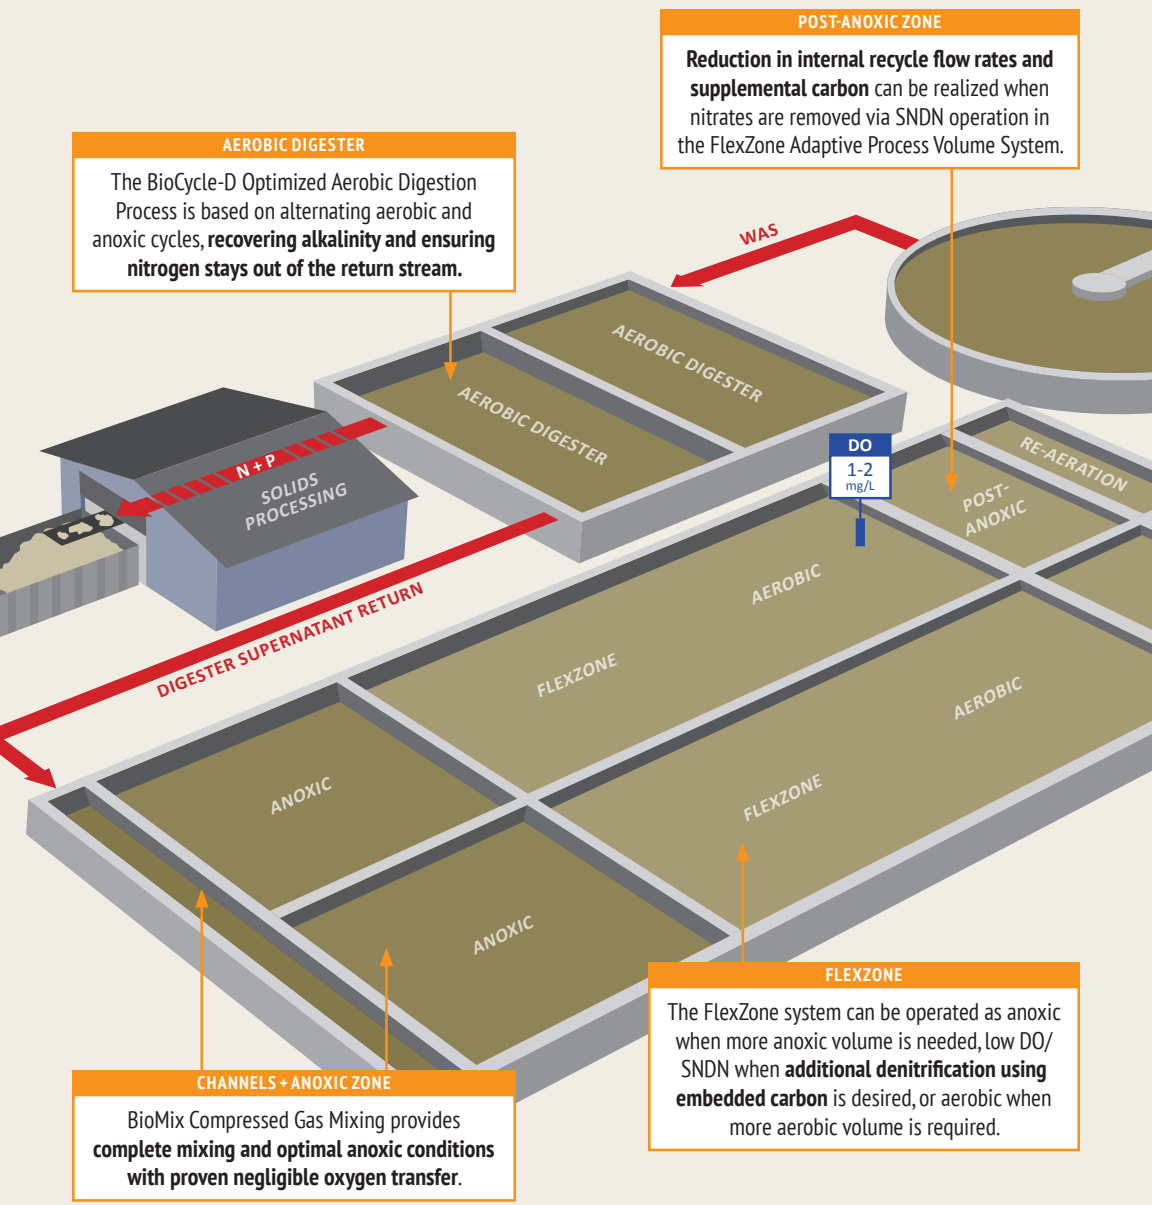 POST-ANOXIC ZONE
Reduction in internal recycle flow rates and
supplemental carbon can be realized when
nitrates are removed via SNDN operation in
the FlexZone Adaptive Process Volume System.
AEROBIC DIGESTER
The BioCycle-D Optimized Aerobic Digestion
Process is based on alternating aerobic and
anoxic cycles, recovering alkalinity and ensuring
nitrogen stays out of the return stream.
WAS
AEROBIC DIGESTER
AEROBIC DIGESTER
N + P
SOLIDS
PROCESSING
DO
1-2
mg/L
RE-AERATION
POST-
ANOXIC
AEROBIC
FLEXZONE
DIGESTER SUPERNATANT RETURN
AEROBIC
FLEXZONE
ANOXIC
ANOXIC
FLEXZONE
The FlexZone system can be operated as anoxic
when more anoxic volume is needed, low DO/
SNDN when additional denitrification using
embedded carbon is desired, or aerobic when
more aerobic volume is required.
CHANNELS + ANOXIC ZONE
BioMix Compressed Gas Mixing provides
complete mixing and optimal anoxic conditions
with proven negligible oxygen transfer.